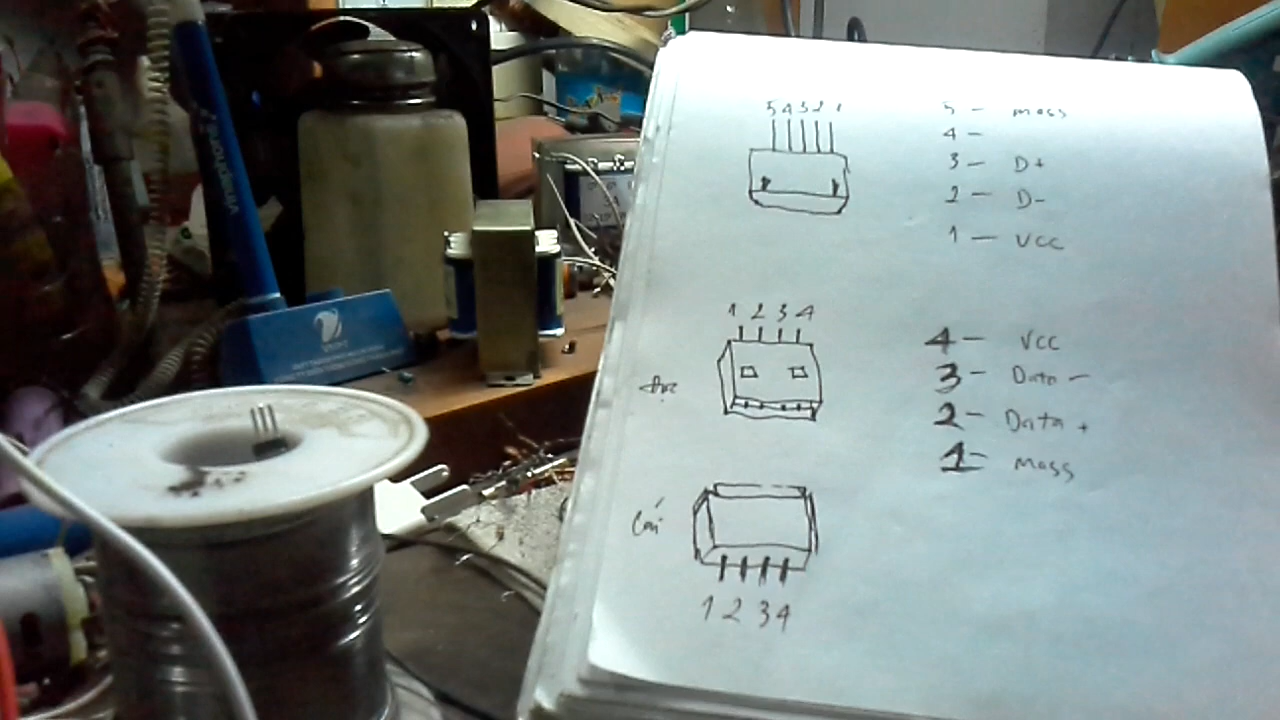 5 4 3 2 1
5 - mass
4 -
3 - D+
2 - D-
1 - VCC
1 2 3 4
đực
4 - VCC
3 - Data -
2 - Data +
1 - mass
Cái
1 2 3 4